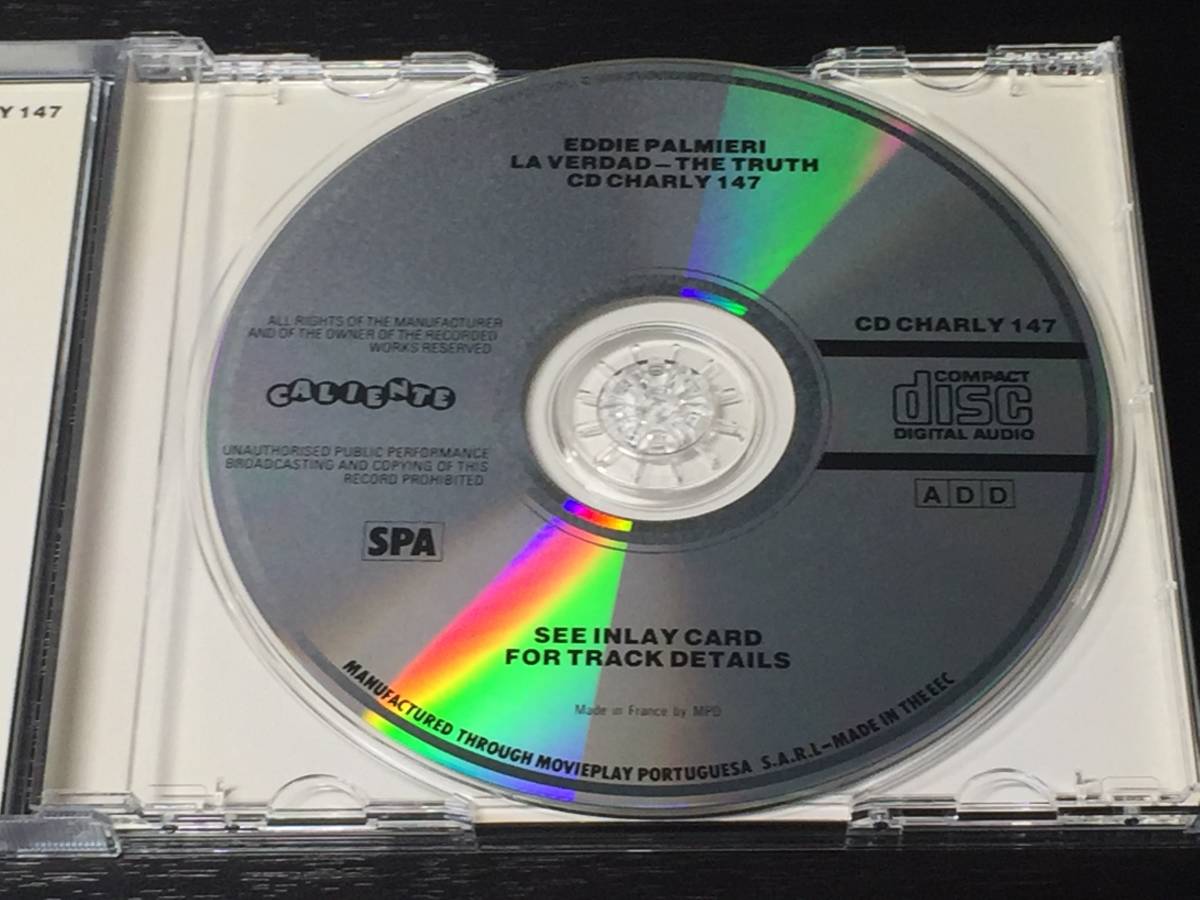 Y 147
EDDIE PALMIERI
LA VERDAD – THE TRUTH
CD CHARLY 147
ALL RIGHTS OF THE MANUFACTURER
AND OF THE OWNER OF THE RECORDED
WORKS RESERVED
CALIENTE
UNAUTHORISED PUBLIC PERFORMANCE
BROADCASTING AND COPYING OF THIS
RECORD PROHIBITED
SPA
CD CHARLY 147
COMPACT
disc
DIGITAL AUDIO
A D D
SEE INLAY CARD
FOR TRACK DETAILS
Made in France by MPO
MANUFACTURED THROUGH MOVIEPLAY PORTUGUESA S.A.R.L–MADE IN THE EEC